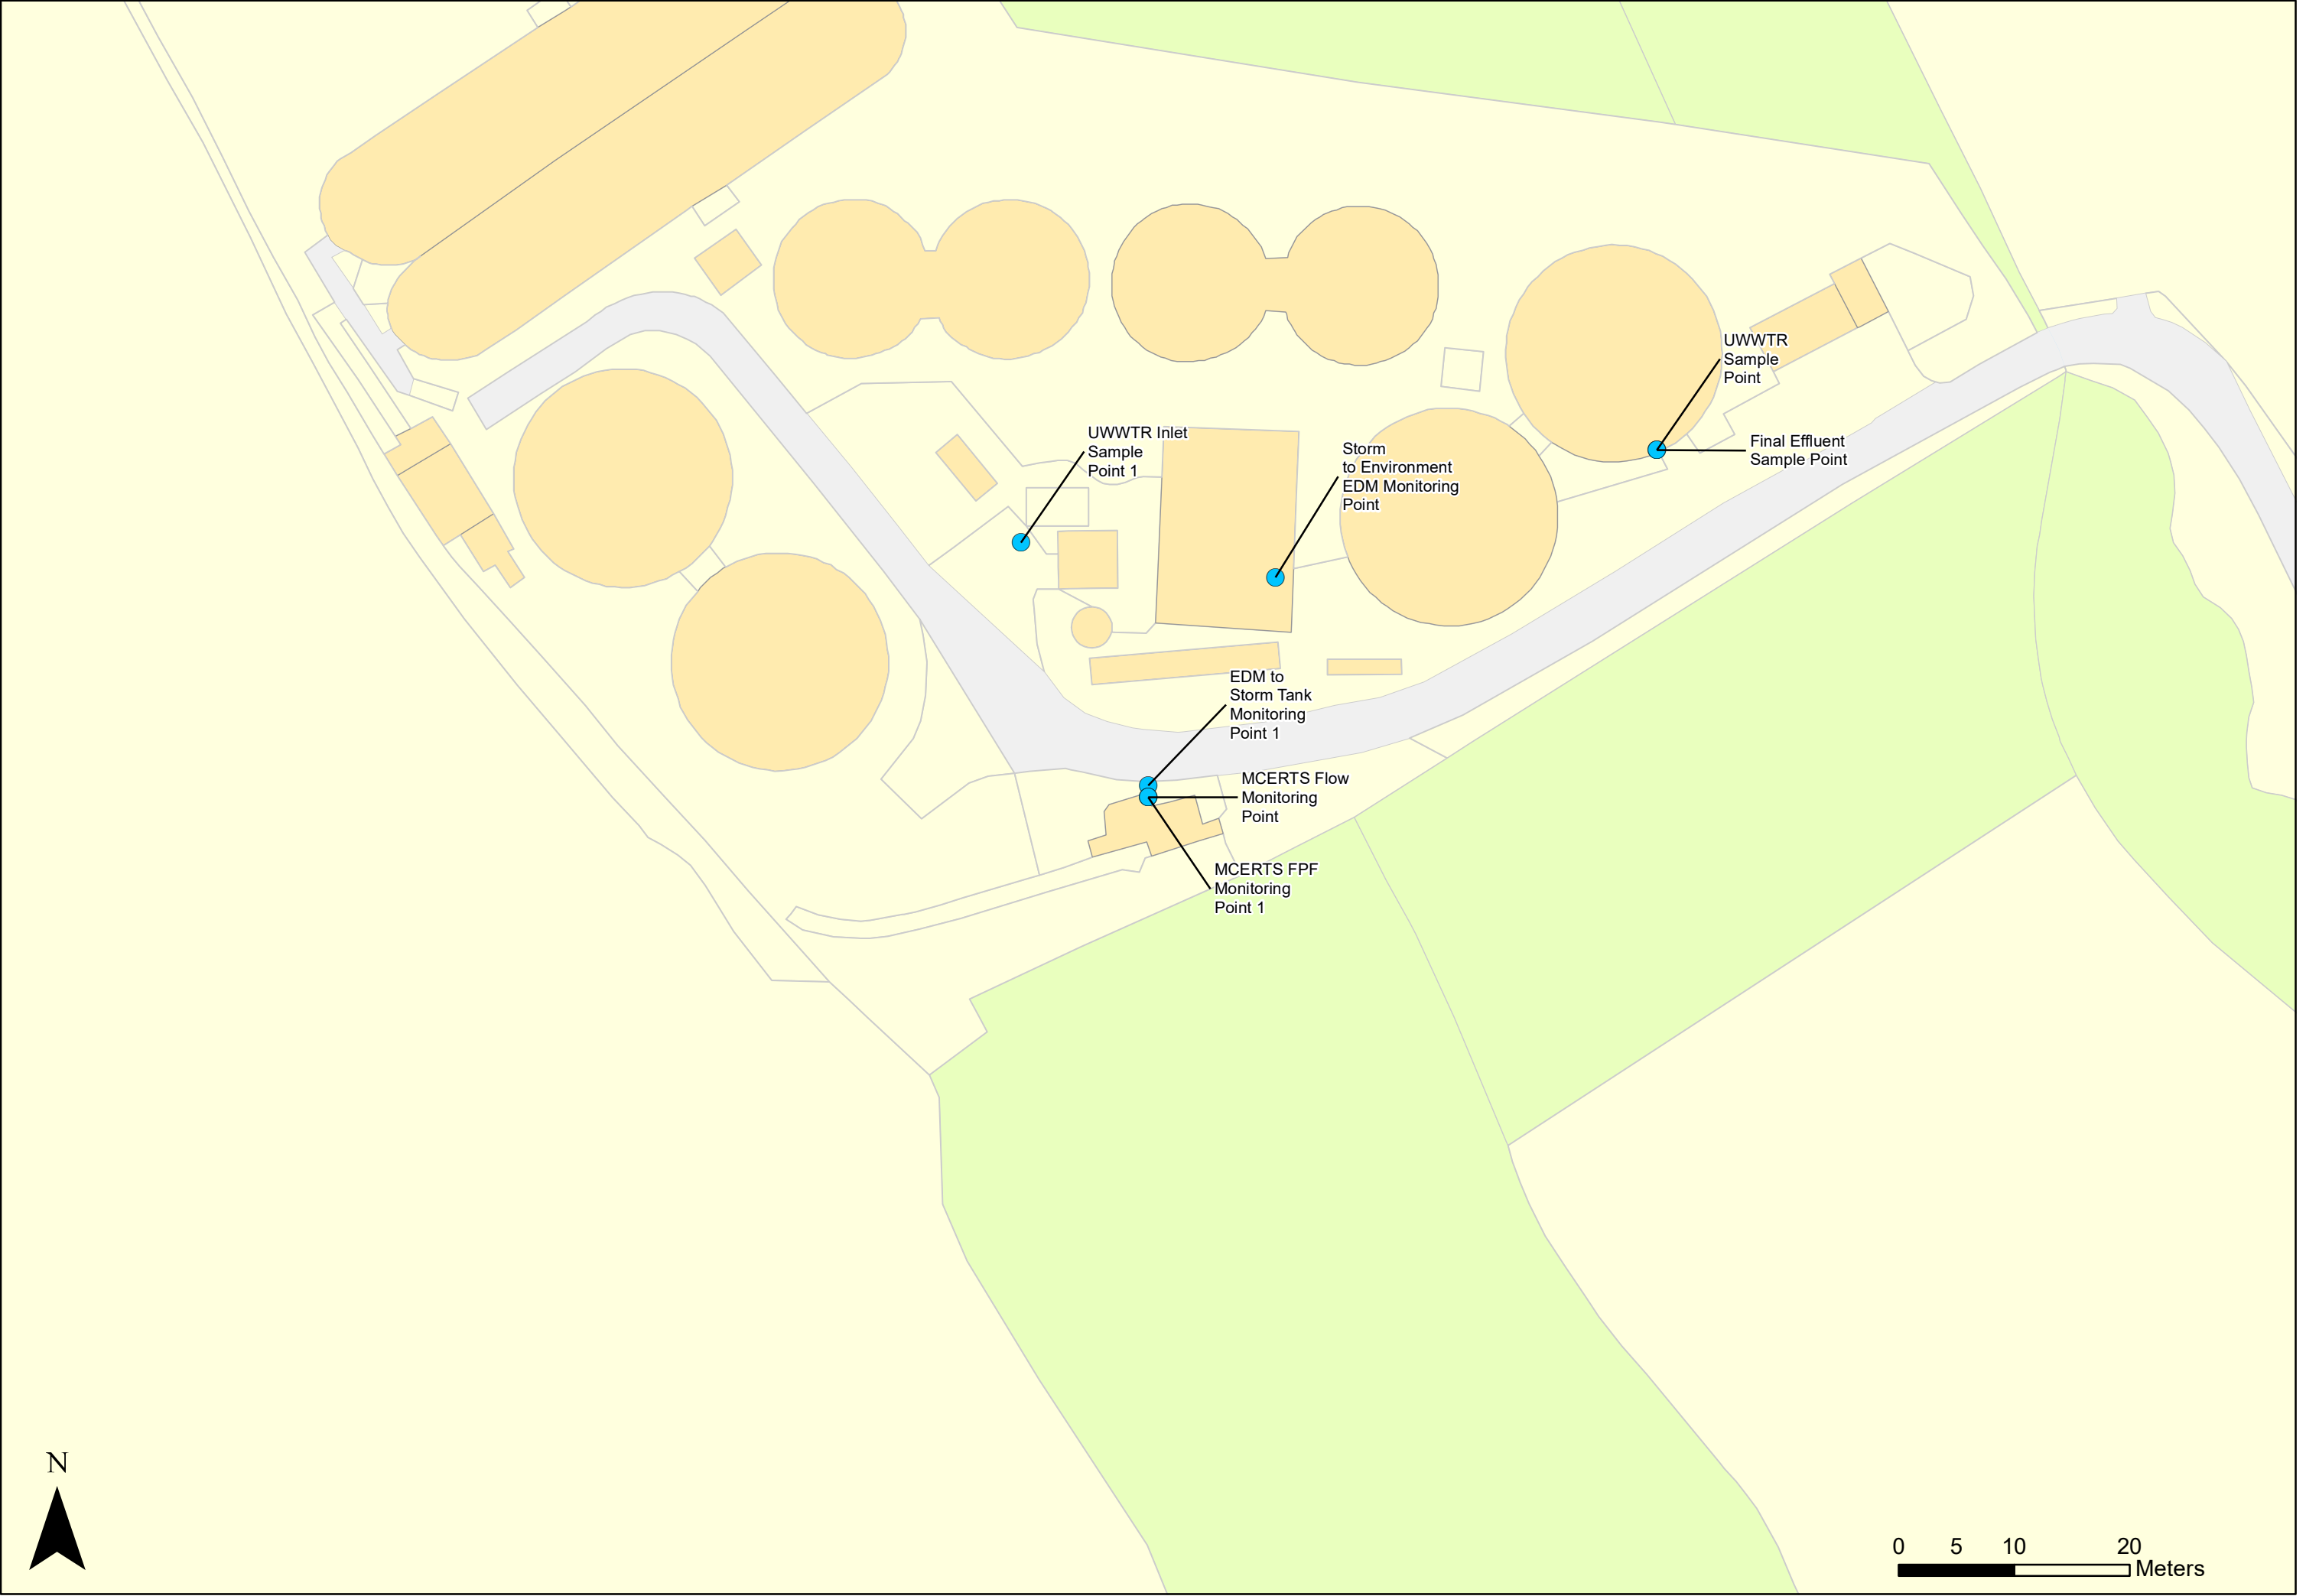 UWWTR
Sample
Point
UWWTR Inlet
Sample
Point 1
Storm
to Environment
EDM Monitoring
Point
Final Effluent
Sample Point
EDM to
Storm Tank
Monitoring
Point 1
MCERTS Flow
Monitoring
Point
MCERTS FPF
Monitoring
Point 1
N
0 5 10 20
Meters